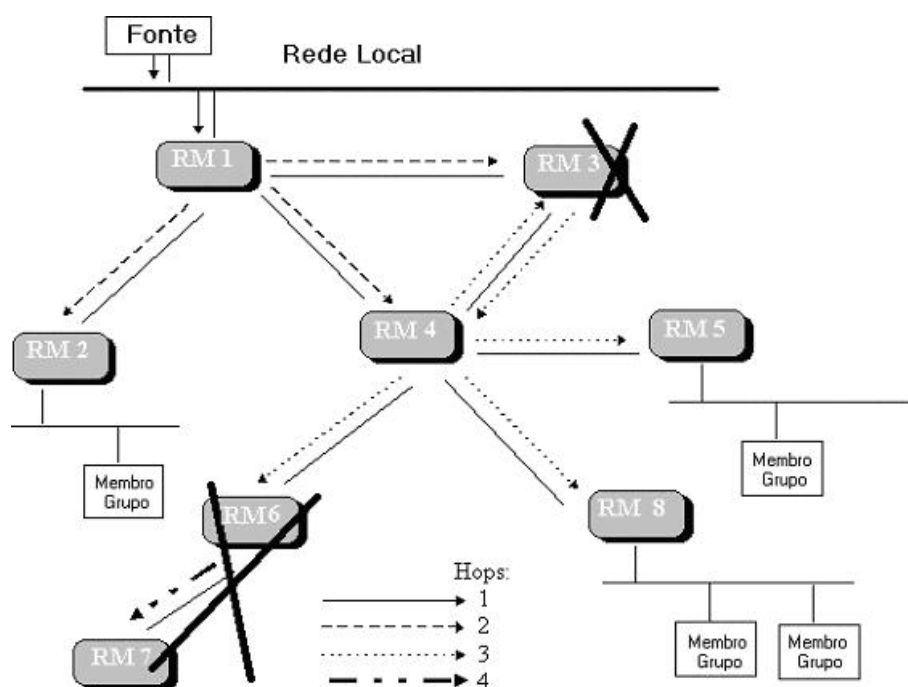 Fonte
Rede Local
RM 1
RM 3
RM 4
RM 5
RM 2
Membro
Grupo
Membro
Grupo
RM6
RM 8
Hops:
1
2
3
4
RM 7
Membro
Grupo
Membro
Grupo